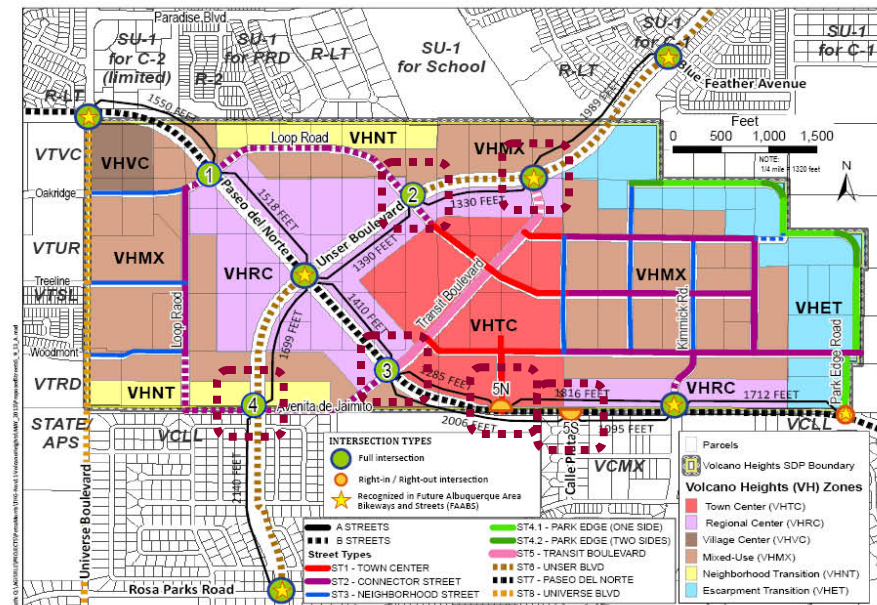 Paradise Blvd.
SU-1
for C-2
(limited)
SU-1
for PRD
R-2
R-LT
SU-1
for School
SU-1
for C-1
R-LT
SU-1
for C-1
Blue
Feather Avenue
R-LT
1550 FEET
1989 FEET
Feet
0 500 1,000 1,500
NOTE:
1/4 mile = 1320 feet
N
Loop Road
VHNT
VHMX
VTVC
VHVC
1
2
Oakridge
Paseo del Norte
1518 FEET
1330 FEET
Unser Boulevard
1390 FEET
VTUR
VHMX
VHRC
Transit Boulevard
VHMX
VHET
Treeline
VTSL
Loop Raod
1410 FEET
VHTC
Kimmick Rd.
Park Edge Road
1699 FEET
Woodmont
VTRD
3
1285 FEET
5N
VHRC
VHNT
4
Avenita de Jaimito
2006 FEET
1816 FEET
1712 FEET
5S
1095 FEET
STATE/
APS
VCLL
VCLL
Calle Plata
VCMX
Universe Boulevard
2140 FEET
Rosa Parks Road
INTERSECTION TYPES
Full intersection
Right-in / Right-out intersection
Recognized in Future Albuquerque Area
Bikeways and Streets (FAABS)
A STREETS
B STREETS
Street Types
ST1 - TOWN CENTER
ST2 - CONNECTOR STREET
ST3 - NEIGHBORHOOD STREET
ST4.1 - PARK EDGE (ONE SIDE)
ST4.2 - PARK EDGE (TWO SIDES)
ST5 - TRANSIT BOULEVARD
ST6 - UNSER BLVD
ST7 - PASEO DEL NORTE
ST8 - UNIVERSE BLVD
Parcels
Volcano Heights SDP Boundary
Volcano Heights (VH) Zones
Town Center (VHTC)
Regional Center (VHRC)
Village Center (VHVC)
Mixed-Use (VHMX)
Neighborhood Transition (VHNT)
Escarpment Transition (VHET)